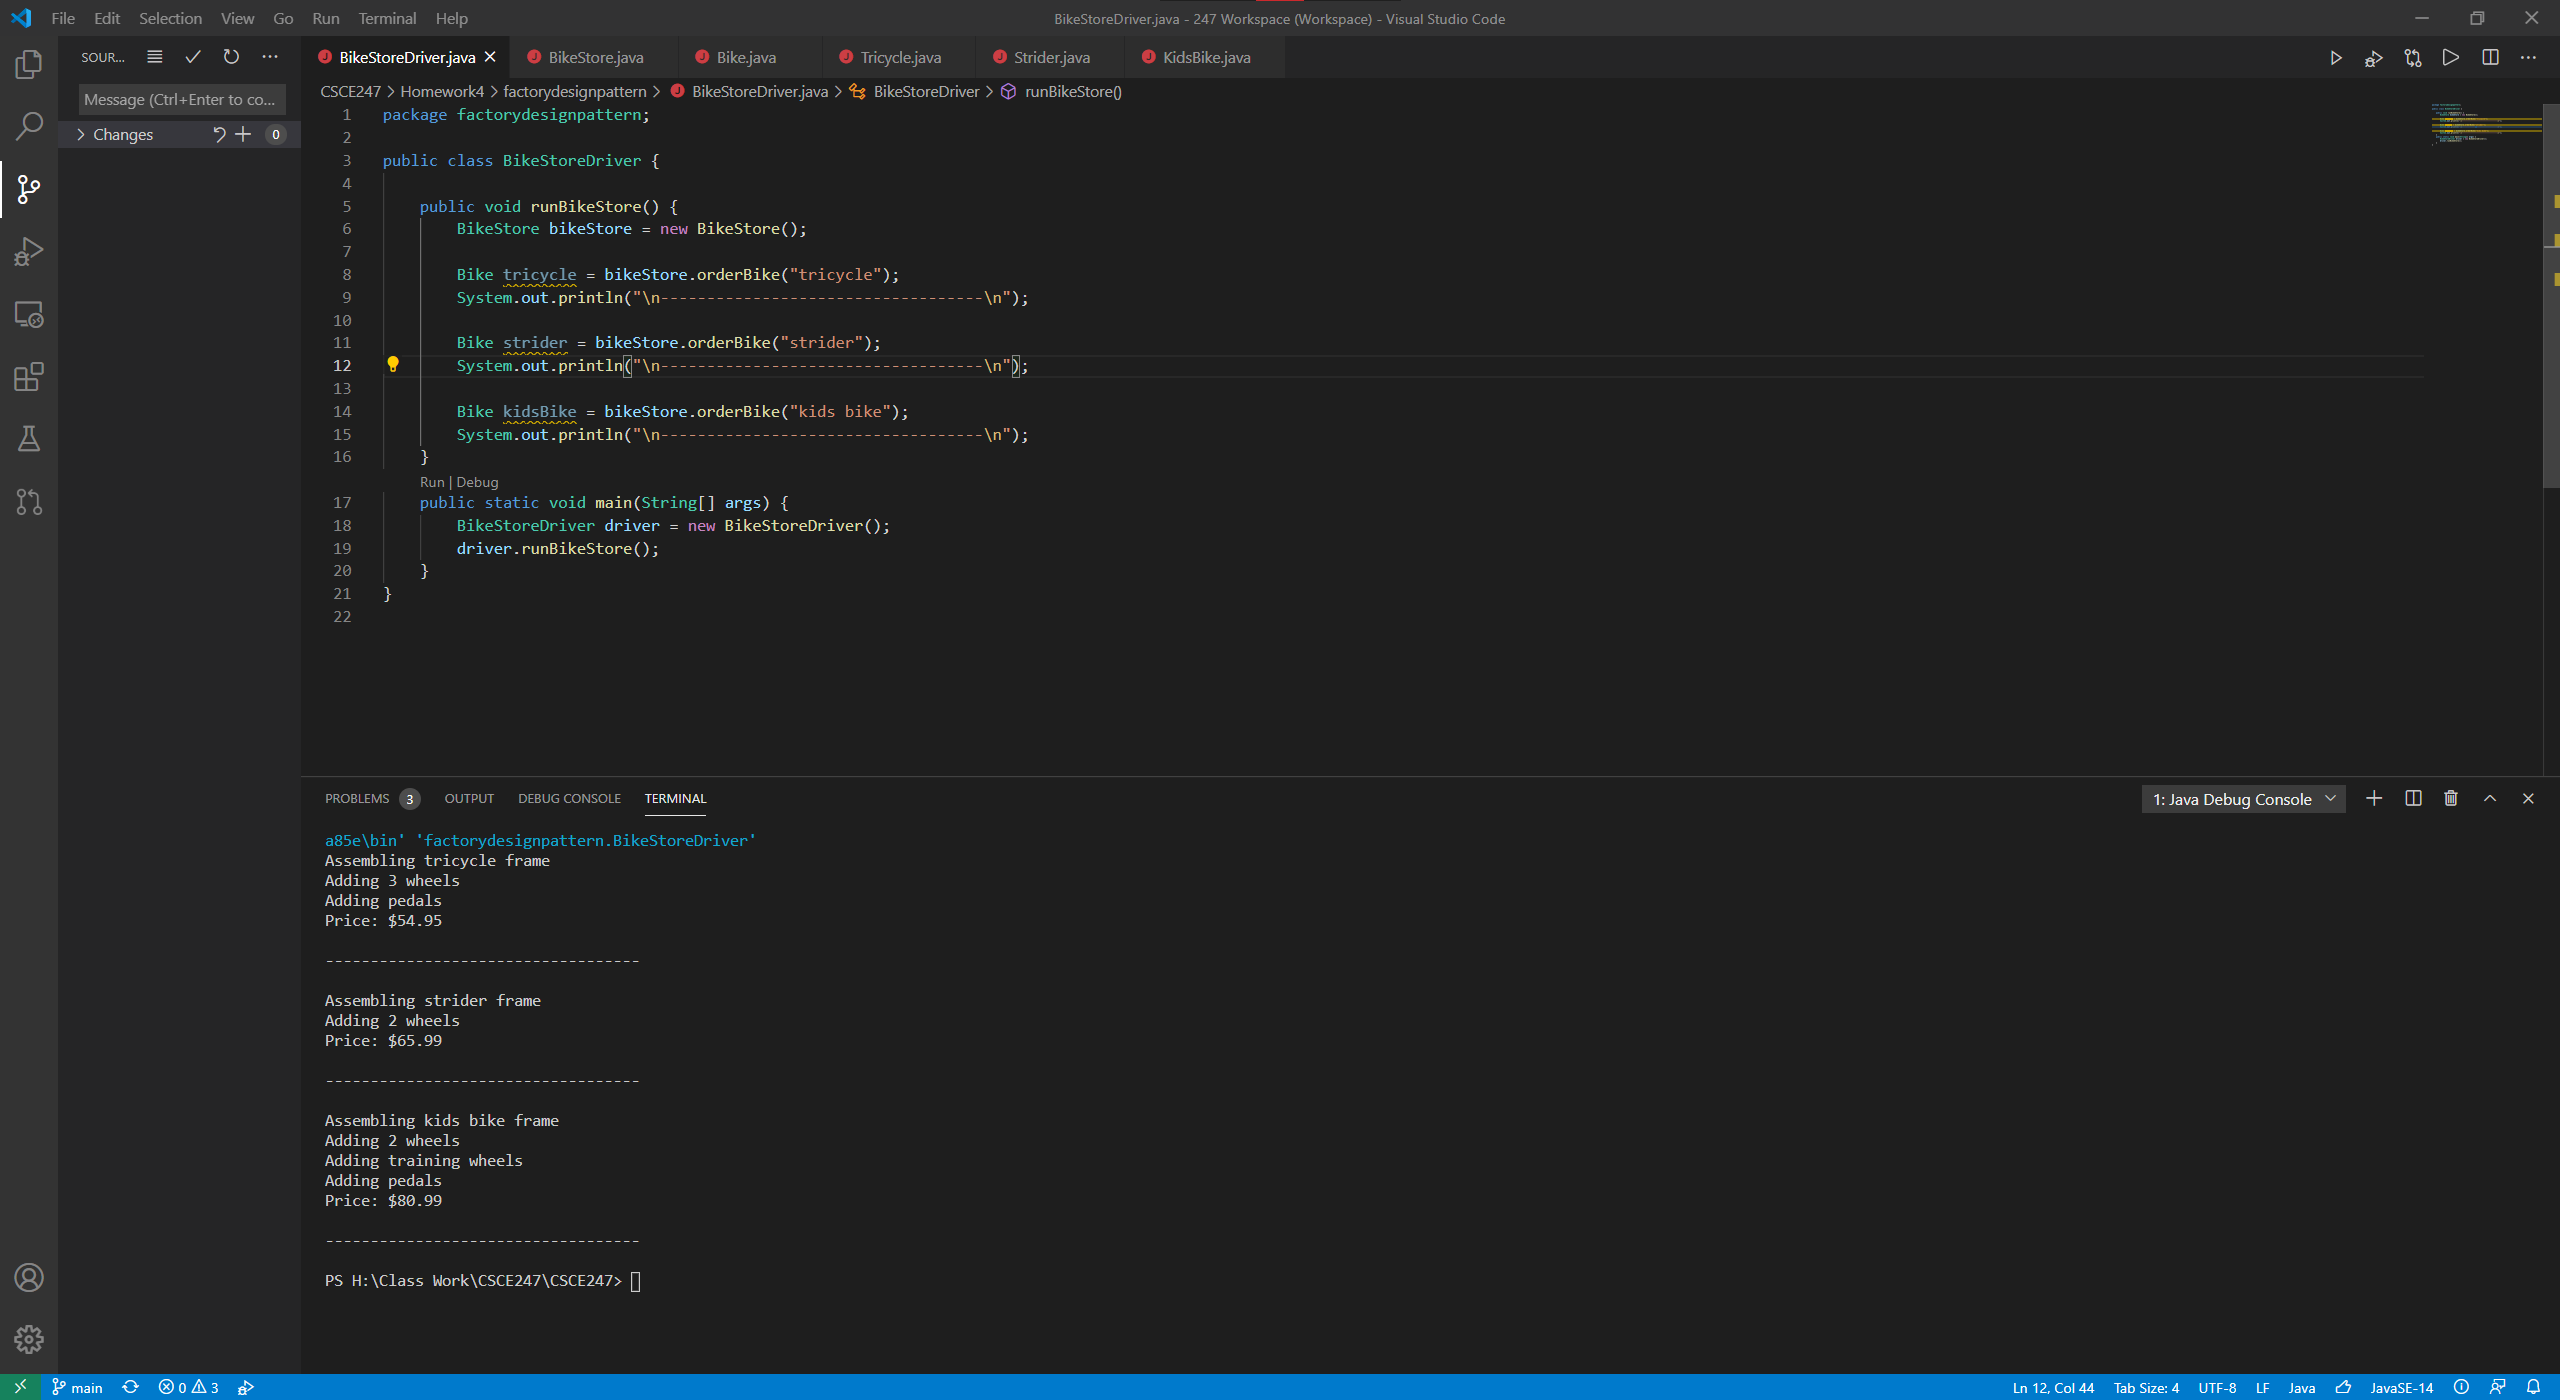 File Edit Selection View Go Run Terminal Help
BikeStoreDriver.java - 247 Workspace (Workspace) - Visual Studio Code
SOUR...
BikeStoreDriver.java BikeStore.java Bike.java Tricycle.java Strider.java KidsBike.java
Message (Ctrl+Enter to co...
Changes 0
CSCE247 > Homework4 > factorydesignpattern > BikeStoreDriver.java > BikeStoreDriver > runBikeStore()
1 package factorydesignpattern;
2
3 public class BikeStoreDriver {
4
5 public void runBikeStore() {
6 BikeStore bikeStore = new BikeStore();
7
8 Bike tricycle = bikeStore.orderBike("tricycle");
9 System.out.println("\n-----------------------------------\n");
10
11 Bike strider = bikeStore.orderBike("strider");
12 System.out.println("\n-----------------------------------\n");
13
14 Bike kidsBike = bikeStore.orderBike("kids bike");
15 System.out.println("\n-----------------------------------\n");
16 }
Run | Debug
17 public static void main(String[] args) {
18 BikeStoreDriver driver = new BikeStoreDriver();
19 driver.runBikeStore();
20 }
21 }
22
PROBLEMS 3 OUTPUT DEBUG CONSOLE TERMINAL
1: Java Debug Console
a85e\bin' 'factorydesignpattern.BikeStoreDriver'
Assembling tricycle frame
Adding 3 wheels
Adding pedals
Price: $54.95
-----------------------------------
Assembling strider frame
Adding 2 wheels
Price: $65.99
-----------------------------------
Assembling kids bike frame
Adding 2 wheels
Adding training wheels
Adding pedals
Price: $80.99
-----------------------------------
PS H:\Class Work\CSCE247\CSCE247>
main 0 3
Ln 12, Col 44 Tab Size: 4 UTF-8 LF Java JavaSE-14